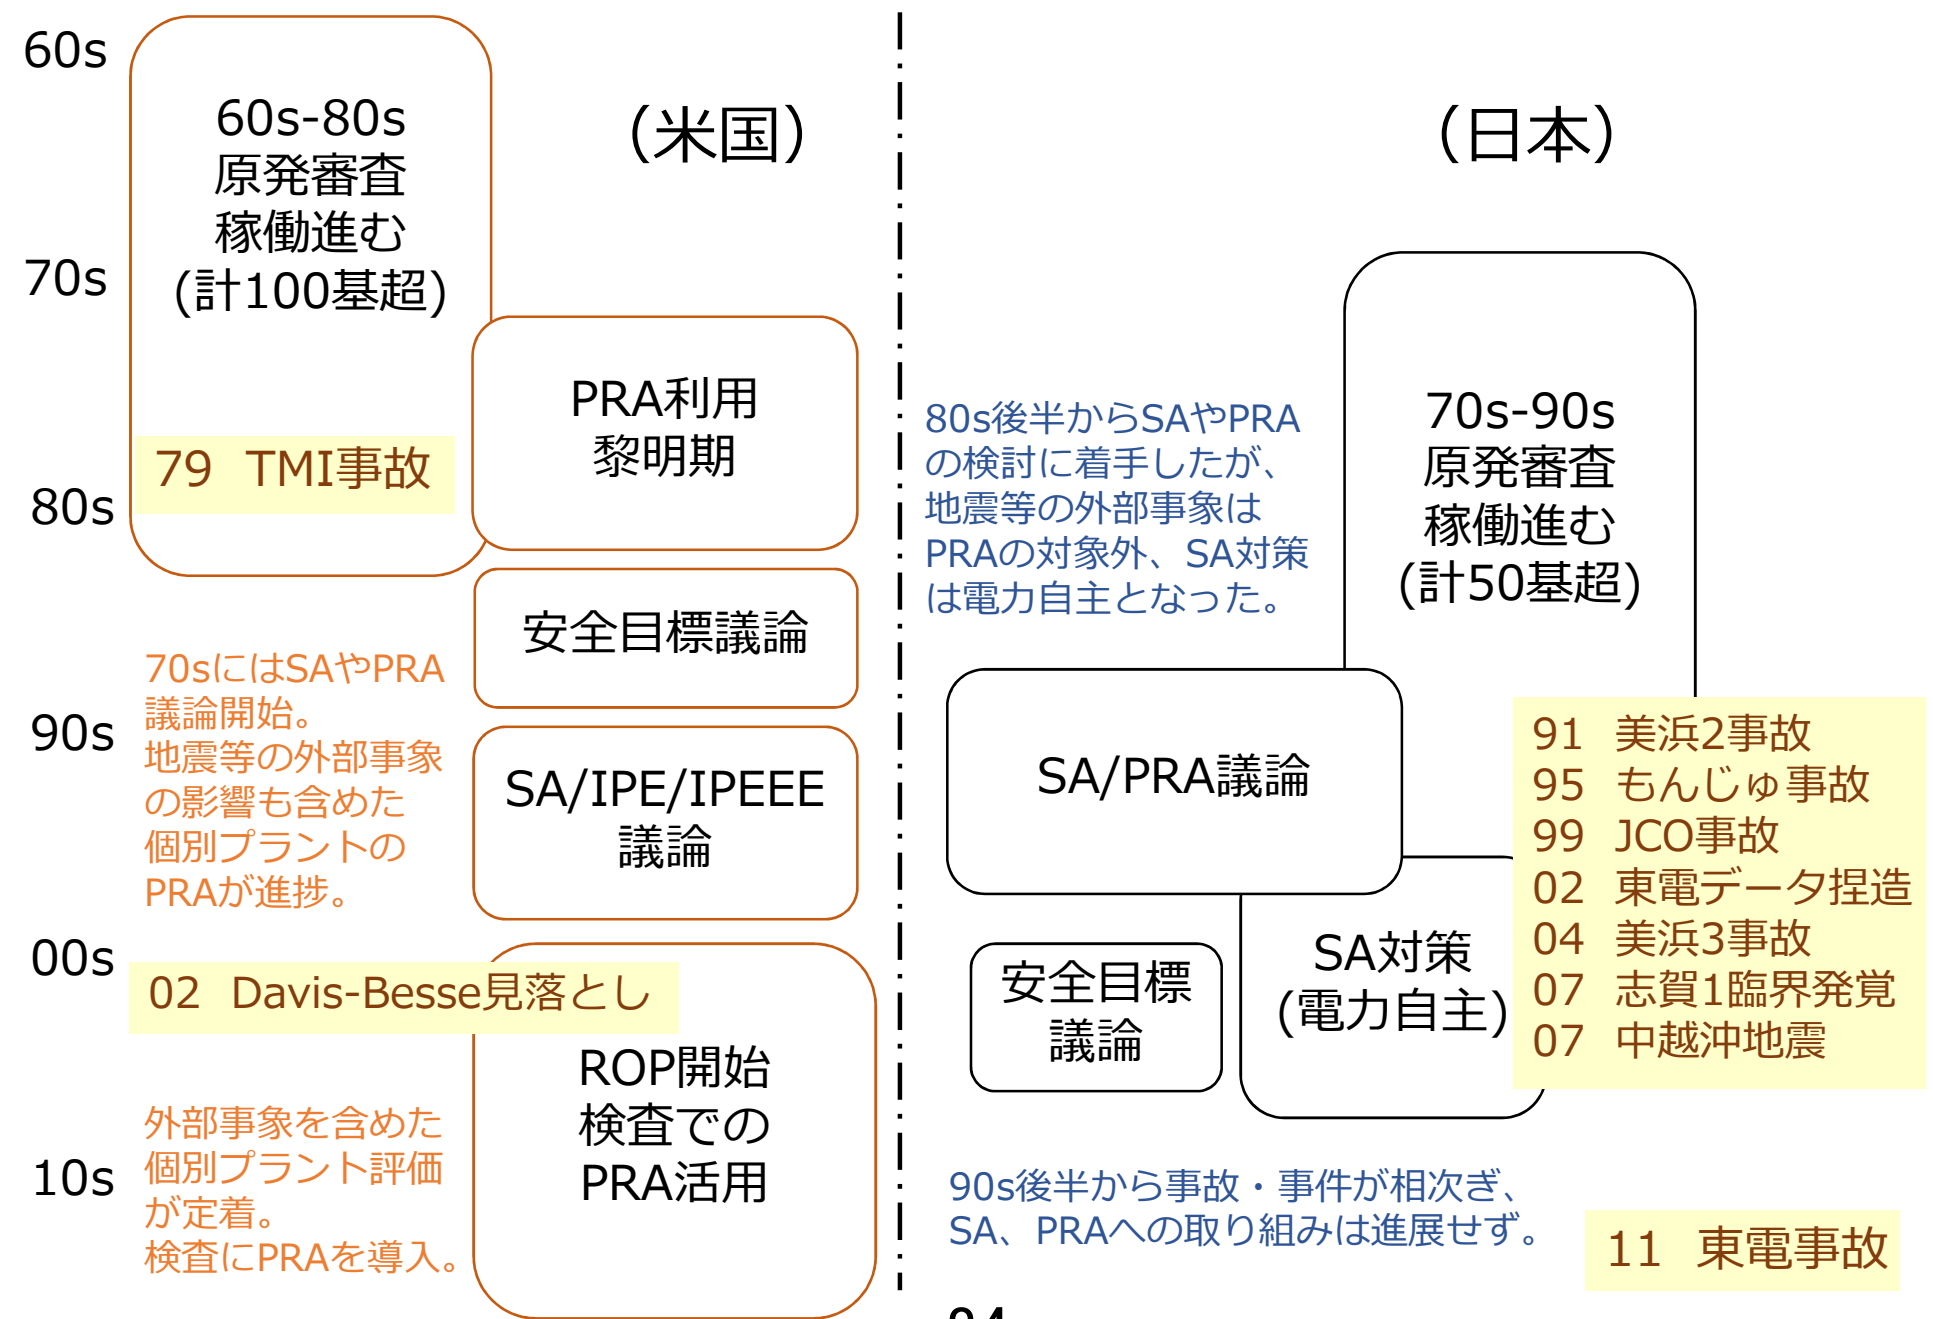 60s
70s
80s
90s
00s
10s
(米国)
60s-80s
原発審査
稼働進む
(計100基超)
79 TMI事故
PRA利用
黎明期
安全目標議論
70sにはSAやPRA
議論開始。
地震等の外部事象
の影響も含めた
個別プラントの
PRAが進捗。
SA/IPE/IPEEE
議論
02 Davis-Besse見落とし
ROP開始
検査での
PRA活用
外部事象を含めた
個別プラント評価
が定着。
検査にPRAを導入。
(日本)
80s後半からSAやPRA
の検討に着手したが、
地震等の外部事象は
PRAの対象外、SA対策
は電力自主となった。
70s-90s
原発審査
稼働進む
(計50基超)
SA/PRA議論
91 美浜2事故
95 もんじゅ事故
99 JCO事故
02 東電データ捏造
04 美浜3事故
07 志賀1臨界発覚
07 中越沖地震
安全目標
議論
SA対策
(電力自主)
90s後半から事故・事件が相次ぎ、
SA、PRAへの取り組みは進展せず。
11 東電事故